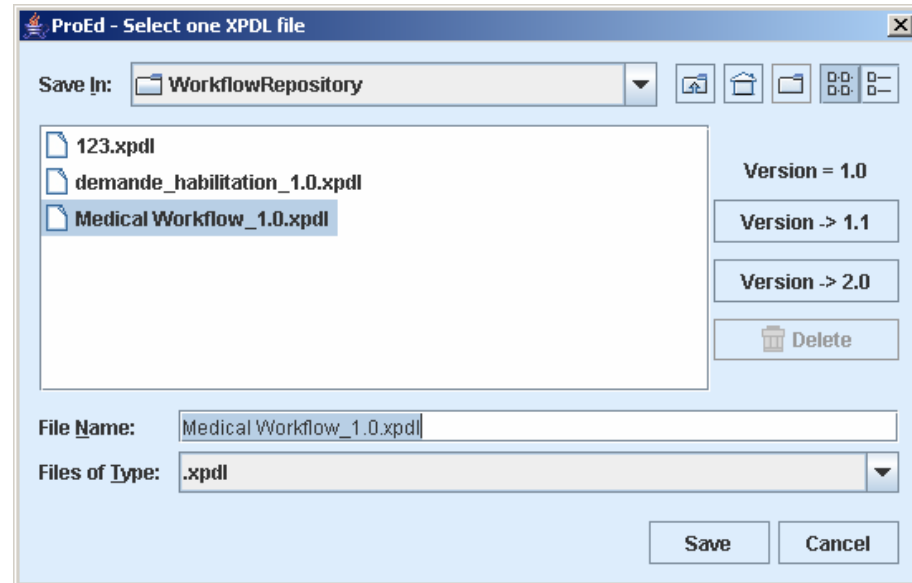 ProEd - Select one XPDL file
Save In: WorkflowRepository
123.xpdl
demande_habilitation_1.0.xpdl
Medical Workflow_1.0.xpdl
Version = 1.0
Version -> 1.1
Version -> 2.0
Delete
File Name: Medical Workflow_1.0.xpdl
Files of Type: .xpdl
Save Cancel